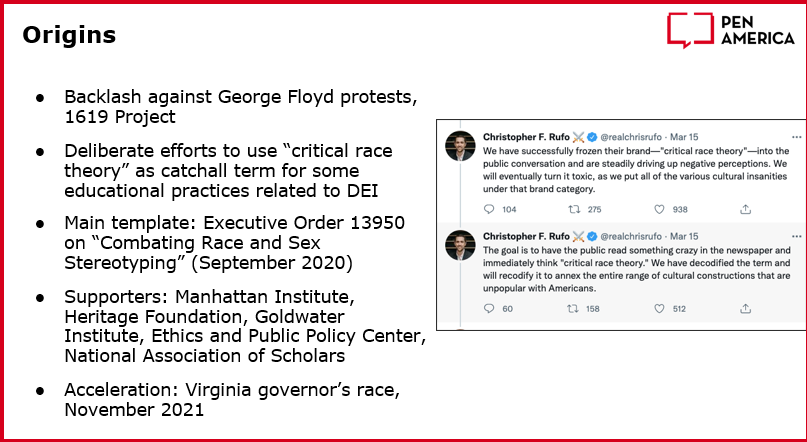 Origins
PEN
AMERICA
● Backlash against George Floyd protests,
1619 Project
● Deliberate efforts to use “critical race
theory” as catchall term for some
educational practices related to DEI
● Main template: Executive Order 13950
on “Combating Race and Sex
Stereotyping” (September 2020)
● Supporters: Manhattan Institute,
Heritage Foundation, Goldwater
Institute, Ethics and Public Policy Center,
National Association of Scholars
● Acceleration: Virginia governor’s race,
November 2021
Christopher F. Rufo ⚔️ @realchrisrufo · Mar 15
We have successfully frozen their brand—"critical race theory"—into the
public conversation and are steadily driving up negative perceptions. We
will eventually turn it toxic, as we put all of the various cultural insanities
under that brand category.
104 275 938
Christopher F. Rufo ⚔️ @realchrisrufo · Mar 15
The goal is to have the public read something crazy in the newspaper and
immediately think "critical race theory." We have decodified the term and
will recodify it to annex the entire range of cultural constructions that are
unpopular with Americans.
60 158 512